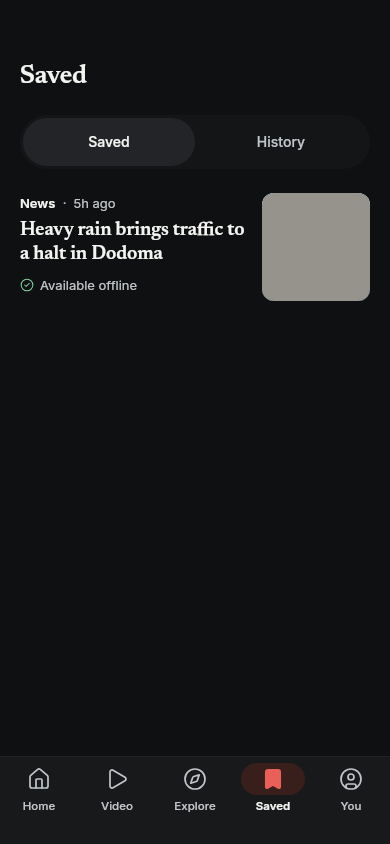 Saved
Saved
History
News · 5h ago
Heavy rain brings traffic to
a halt in Dodoma
Available offline
Home
Video
Explore
Saved
You